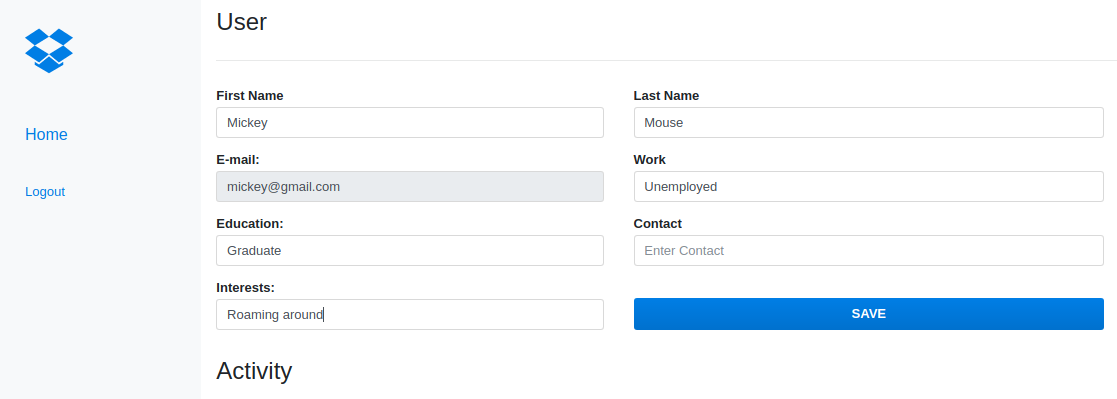 User
First Name
Last Name
Mickey
Mouse
Home
E-mail:
Work
mickey@gmail.com
Unemployed
Logout
Education:
Contact
Graduate
Enter Contact
Interests:
Roaming around
SAVE
Activity